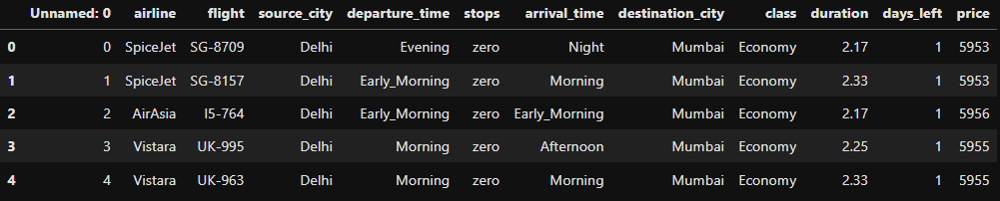 Unnamed: 0 airline flight source_city departure_time stops arrival_time destination_city class duration days_left price
0 0 SpiceJet SG-8709 Delhi Evening zero Night Mumbai Economy 2.17 1 5953
1 1 SpiceJet SG-8157 Delhi Early_Morning zero Morning Mumbai Economy 2.33 1 5953
2 2 AirAsia I5-764 Delhi Early_Morning zero Early_Morning Mumbai Economy 2.17 1 5956
3 3 Vistara UK-995 Delhi Morning zero Afternoon Mumbai Economy 2.25 1 5955
4 4 Vistara UK-963 Delhi Morning zero Morning Mumbai Economy 2.33 1 5955